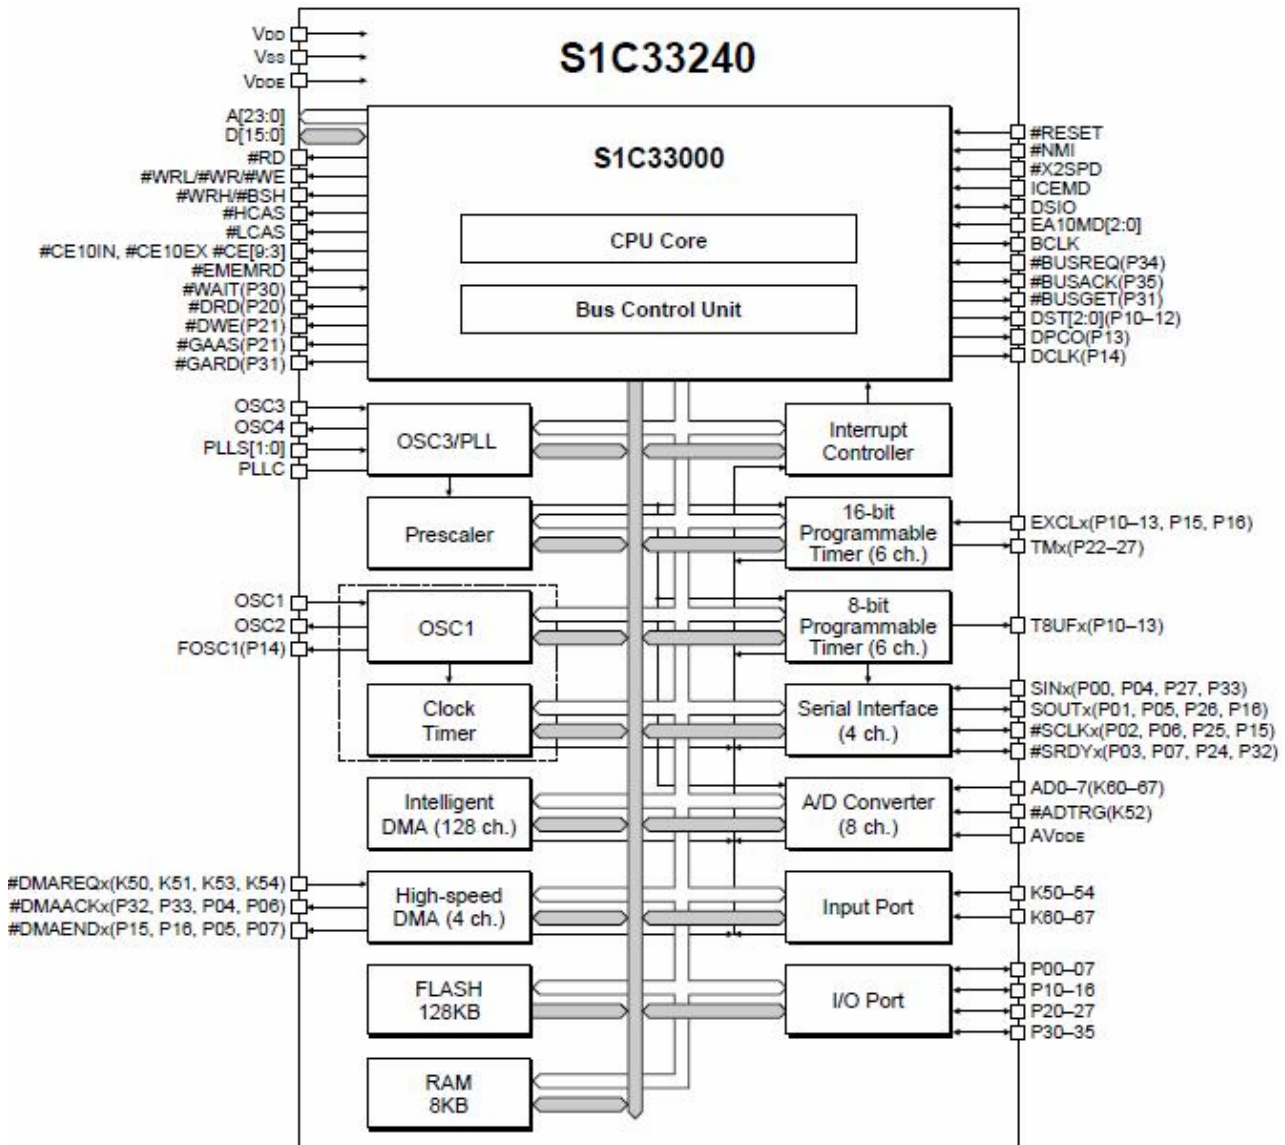 S1C33240
VDD
VSS
VDDE
A[23:0]
D[15:0]
#RD
#WRL/#WR/#WE
#WRH/#BSH
#HCAS
#LCAS
#CE10IN, #CE10EX #CE[9:3]
#EMEMRD
#WAIT(P30)
#DRD(P20)
#DWE(P21)
#GAAS(P21)
#GARD(P31)
S1C33000
CPU Core
Bus Control Unit
#RESET
#NMI
#X2SPD
ICEMD
DSIO
EA10MD[2:0]
BCLK
#BUSREQ(P34)
#BUSACK(P35)
#BUSGET(P31)
DST[2:0](P10–12)
DPCO(P13)
DCLK(P14)
OSC3
OSC4
PLLS[1:0]
PLLC
OSC3/PLL
Interrupt
Controller
Prescaler
16-bit
Programmable
Timer (6 ch.)
EXCLx(P10–13, P15, P16)
TMx(P22–27)
OSC1
OSC2
FOSC1(P14)
OSC1
8-bit
Programmable
Timer (6 ch.)
T8UFx(P10–13)
Clock
Timer
Serial Interface
(4 ch.)
SINx(P00, P04, P27, P33)
SOUTx(P01, P05, P26, P16)
#SCLKx(P02, P06, P25, P15)
#SRDYx(P03, P07, P24, P32)
Intelligent
DMA (128 ch.)
A/D Converter
(8 ch.)
AD0–7(K60–67)
#ADTRG(K52)
AVDDE
#DMAREQx(K50, K51, K53, K54)
#DMAACKx(P32, P33, P04, P06)
#DMAENDx(P15, P16, P05, P07)
High-speed
DMA (4 ch.)
Input Port
K50–54
K60–67
FLASH
128KB
I/O Port
P00–07
P10–16
P20–27
P30–35
RAM
8KB